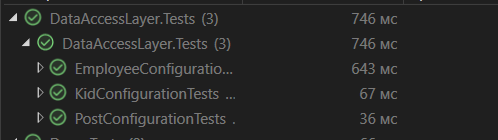 DataAccessLayer.Tests (3) 746 мс
DataAccessLayer.Tests (3) 746 мс
EmployeeConfiguratio... 643 мс
KidConfigurationTests ... 67 мс
PostConfigurationTests . 36 мс